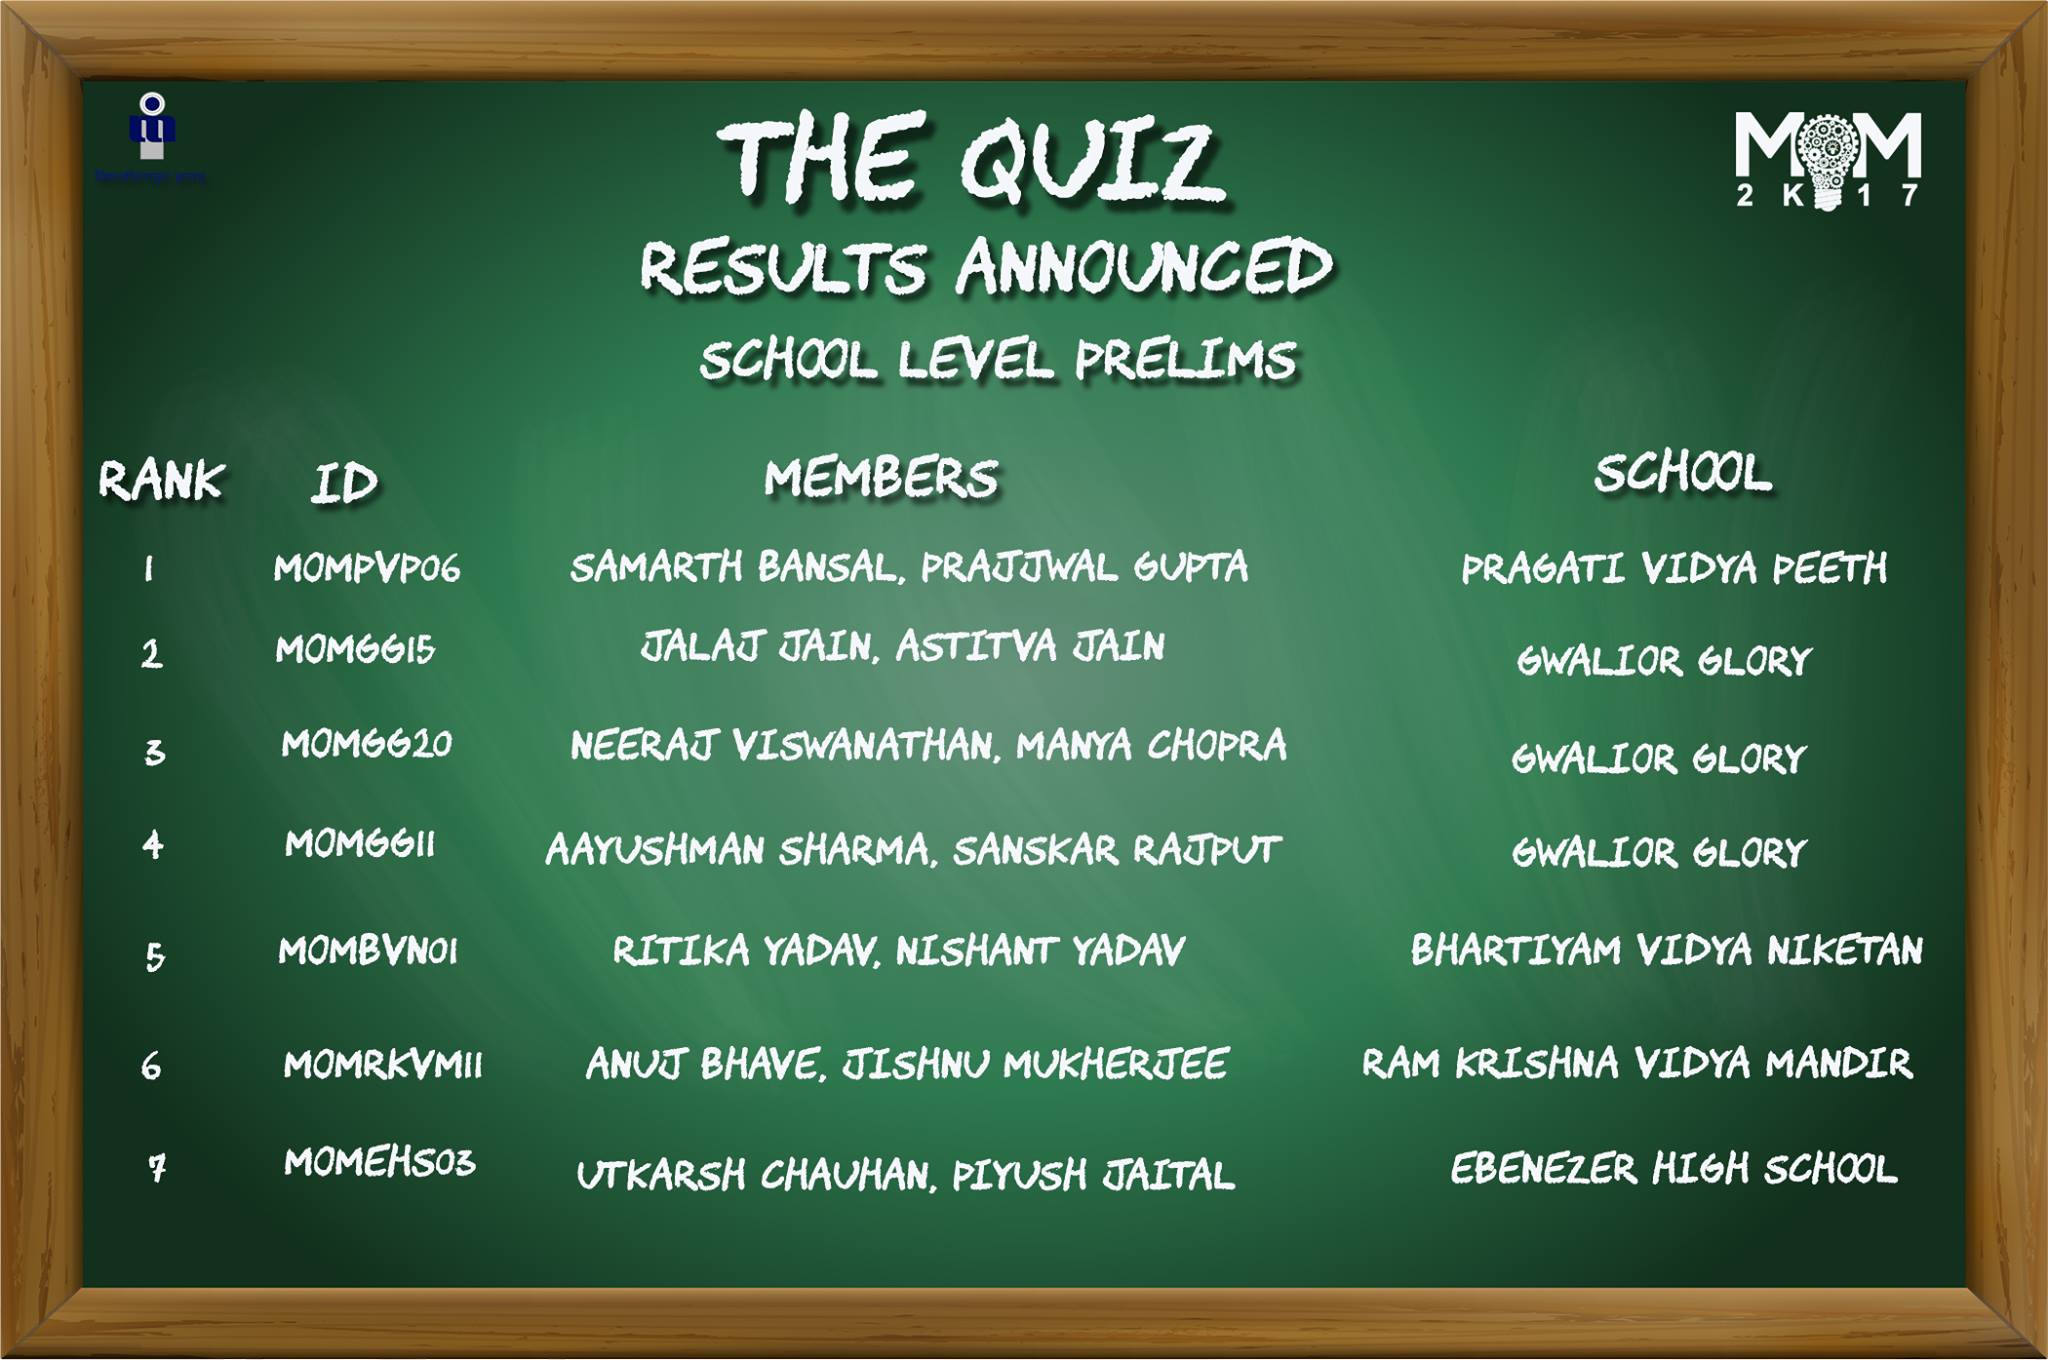 THE QUIZ
MOM
2K17
RESULTS ANNOUNCED
SCHOOL LEVEL PRELIMS
RANK ID MEMBERS SCHOOL
1 MOMPVP06 SAMARTH BANSAL, PRAJJWAL GUPTA PRAGATI VIDYA PEETH
2 MOMGG15 JALAJ JAIN, ASTITVA JAIN GWALIOR GLORY
3 MOMGG20 NEERAJ VISWANATHAN, MANYA CHOPRA GWALIOR GLORY
4 MOMGG11 AAYUSHMAN SHARMA, SANSKAR RAJPUT GWALIOR GLORY
5 MOMBVN01 RITIKA YADAV, NISHANT YADAV BHARTIYAM VIDYA NIKETAN
6 MOMRKVM11 ANUJ BHAVE, JISHNU MUKHERJEE RAM KRISHNA VIDYA MANDIR
7 MOMEHS03 UTKARSH CHAUHAN, PIYUSH JAITAL EBENEZER HIGH SCHOOL